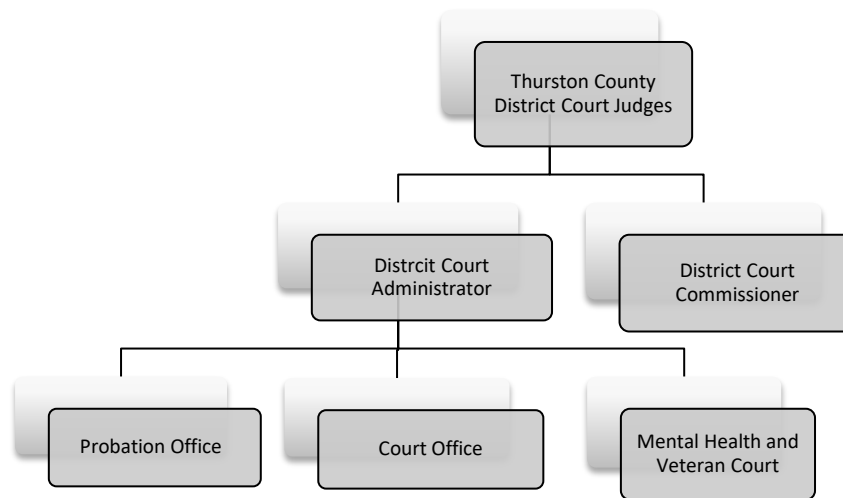 Thurston County
District Court Judges
Distrcit Court
Administrator
District Court
Commissioner
Probation Office
Court Office
Mental Health and
Veteran Court